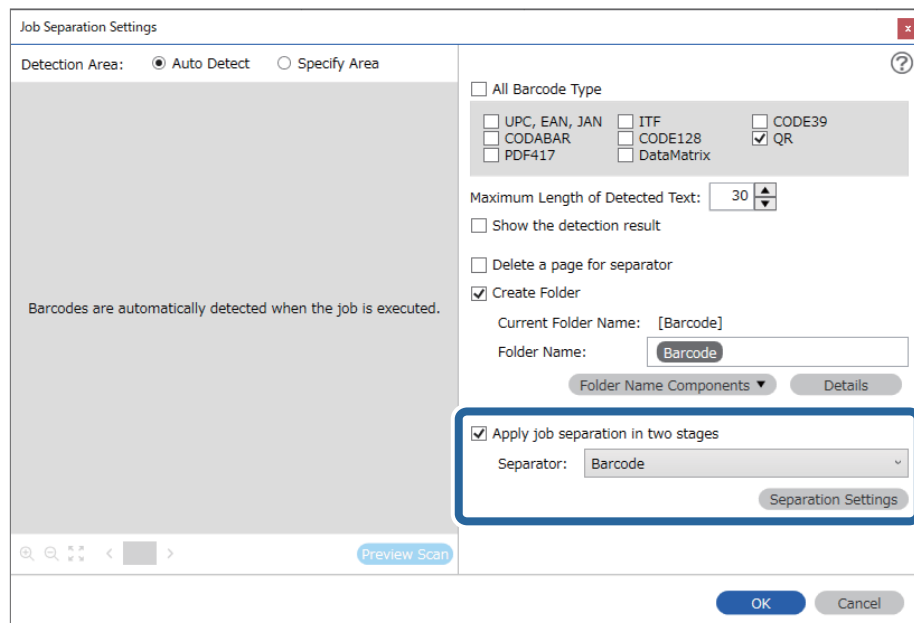 Job Separation Settings
x
Detection Area: Auto Detect Specify Area
?
All Barcode Type
UPC, EAN, JAN ITF CODE39
CODABAR CODE128 QR
PDF417 DataMatrix
Maximum Length of Detected Text: 30
Show the detection result
Delete a page for separator
Create Folder
Barcodes are automatically detected when the job is executed.
Current Folder Name: [Barcode]
Folder Name: Barcode
Folder Name Components ▼ Details
Apply job separation in two stages
Separator: Barcode
Separation Settings
Preview Scan
OK Cancel